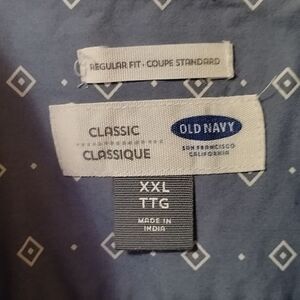 REGULAR FIT · COUPE STANDARD
CLASSIC
CLASSIQUE
OLD NAVY
SAN FRANCISCO
CALIFORNIA
XXL
TTG
MADE IN
INDIA